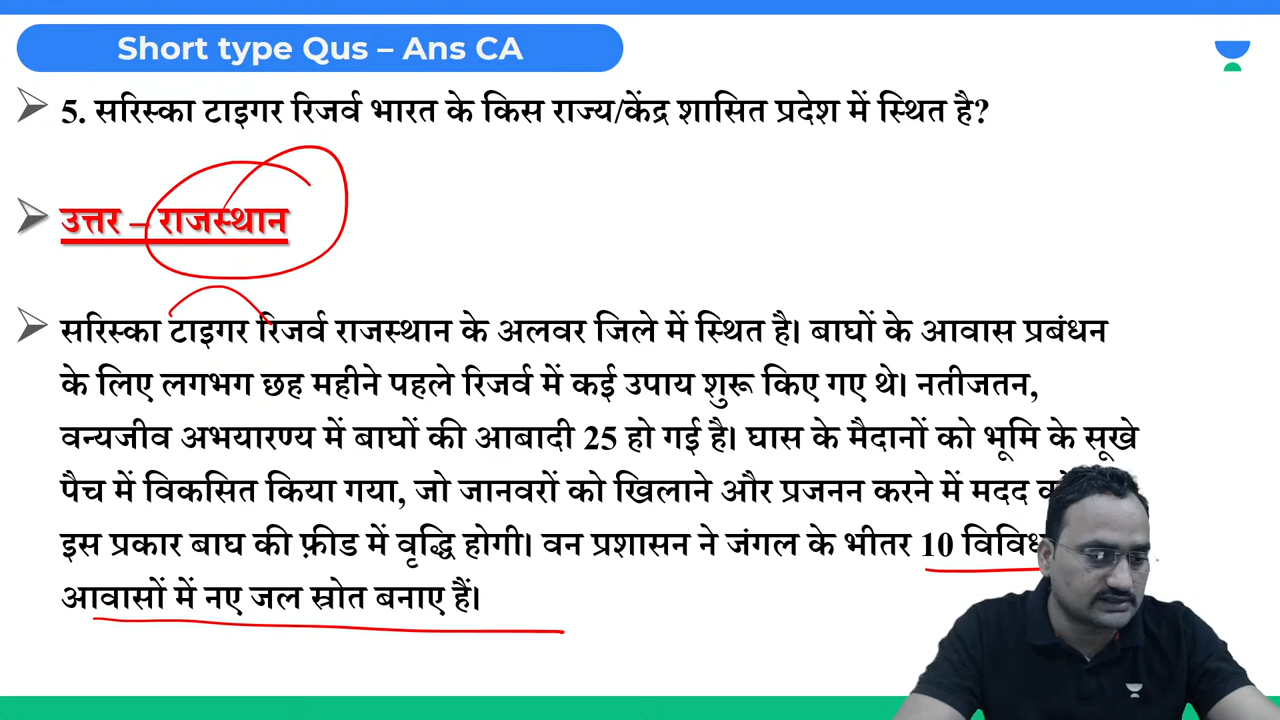 Short type Qus – Ans CA
5. सरिस्का टाइगर रिजर्व भारत के किस राज्य/केंद्र शासित प्रदेश में स्थित है?
उत्तर – राजस्थान
सरिस्का टाइगर रिजर्व राजस्थान के अलवर जिले में स्थित है। बाघों के आवास प्रबंधन
के लिए लगभग छह महीने पहले रिजर्व में कई उपाय शुरू किए गए थे। नतीजतन,
वन्यजीव अभयारण्य में बाघों की आबादी 25 हो गई है। घास के मैदानों को भूमि के सूखे
पैच में विकसित किया गया, जो जानवरों को खिलाने और प्रजनन करने में मदद
इस प्रकार बाघ की फ़ीड में वृद्धि होगी। वन प्रशासन ने जंगल के भीतर 10
आवासों में नए जल स्रोत बनाए हैं।